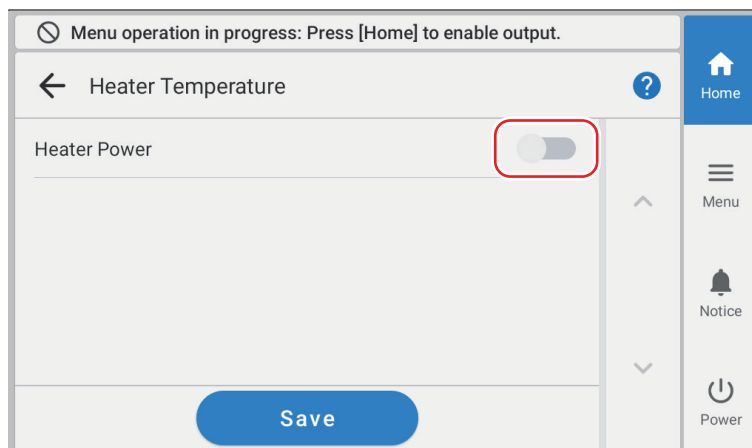 Menu operation in progress: Press [Home] to enable output.
Heater Temperature
?
Heater Power
Save
Home
Menu
Notice
Power